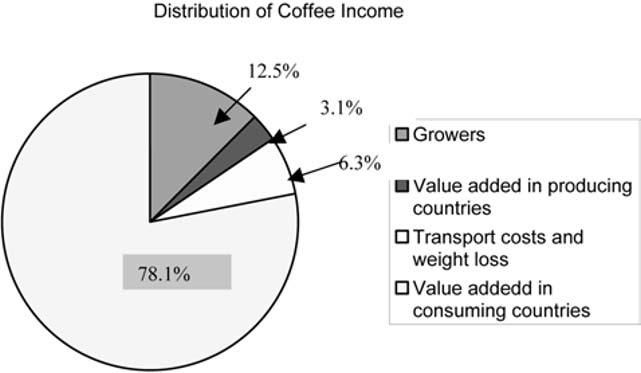 Distribution of Coffee Income
12.5%
3.1%
6.3%
78.1%
Growers
Value added in producing
countries
Transport costs and
weight loss
Value addedd in
consuming countries